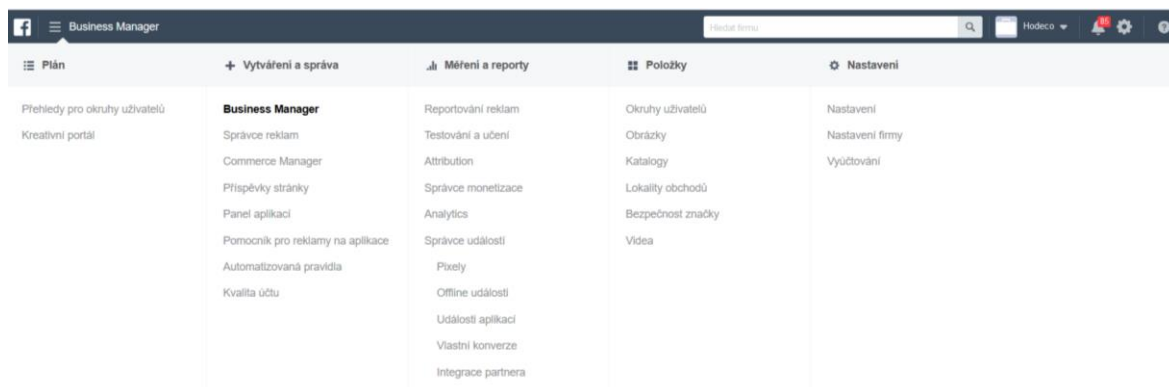 Business Manager
Hledat firmu
Hodeco
85
Plán
Vytváření a správa
Měření a reporty
Položky
Nastavení
Přehledy pro okruhy uživatelů
Kreativní portál
Business Manager
Správce reklam
Commerce Manager
Příspěvky stránky
Panel aplikací
Pomocník pro reklamy na aplikace
Automatizovaná pravidla
Kvalita účtu
Reportování reklam
Testování a učení
Attribution
Správce monetizace
Analytics
Správce událostí
Pixely
Offline události
Události aplikací
Vlastní konverze
Integrace partnera
Okruhy uživatelů
Obrázky
Katalogy
Lokality obchodů
Bezpečnost značky
Videa
Nastavení
Nastavení firmy
Vyúčtování